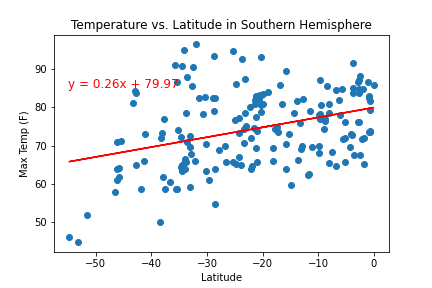 Temperature vs. Latitude in Southern Hemisphere
y = 0.26x + 79.97
Max Temp (F)
90
80
70
60
50
−50
−40
−30
−20
−10
0
Latitude